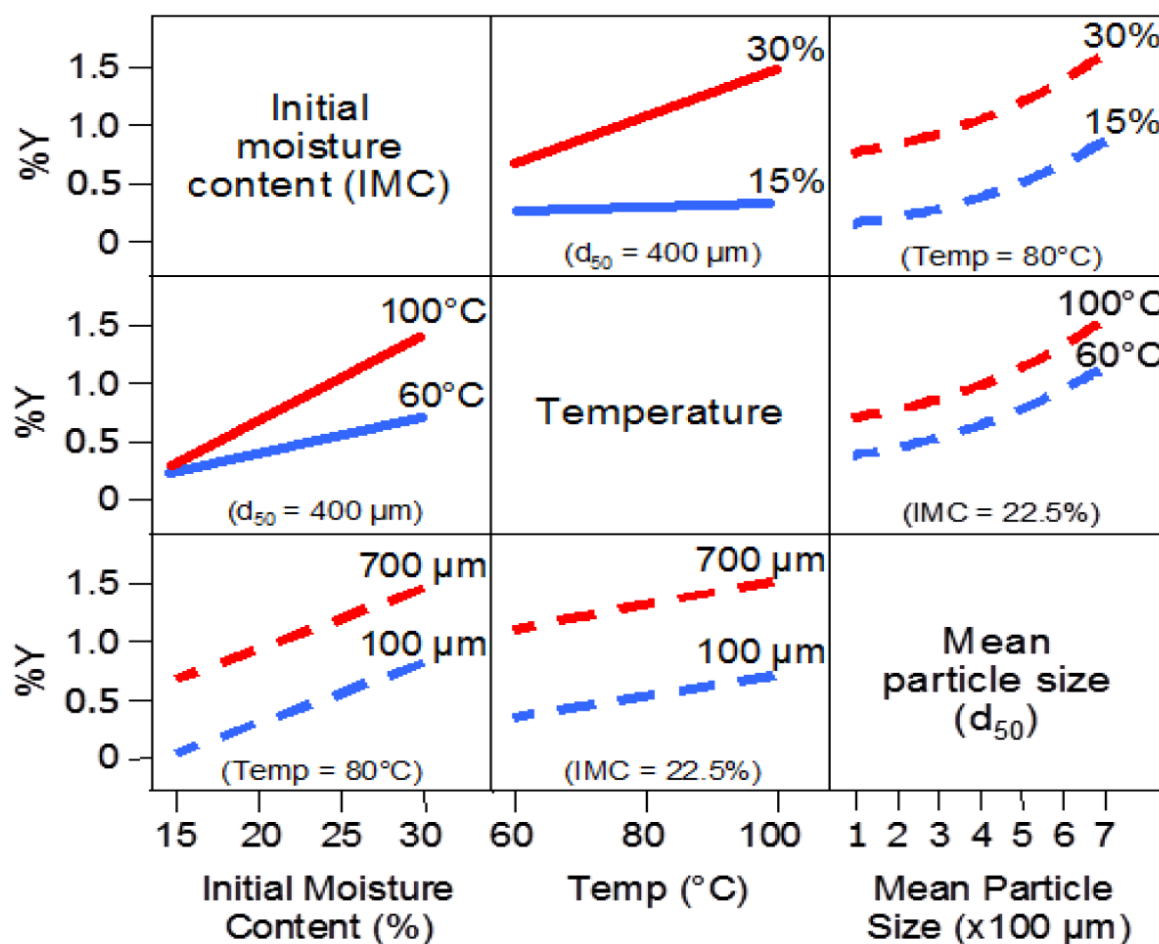 %Y
1.5
1.0
0.5
0
Initial
moisture
content (IMC)
30%
15%
(d50 = 400 µm)
30%
15%
(Temp = 80°C)
%Y
1.5
1.0
0.5
0
100°C
60°C
(d50 = 400 µm)
Temperature
100°C
60°C
(IMC = 22.5%)
%Y
1.5
1.0
0.5
0
700 µm
100 µm
(Temp = 80°C)
700 µm
100 µm
(IMC = 22.5%)
Mean
particle size
(d50)
15 20 25 30
60 80 100
1 2 3 4 5 6 7
Initial Moisture
Content (%)
Temp (°C)
Mean Particle
Size (x100 µm)